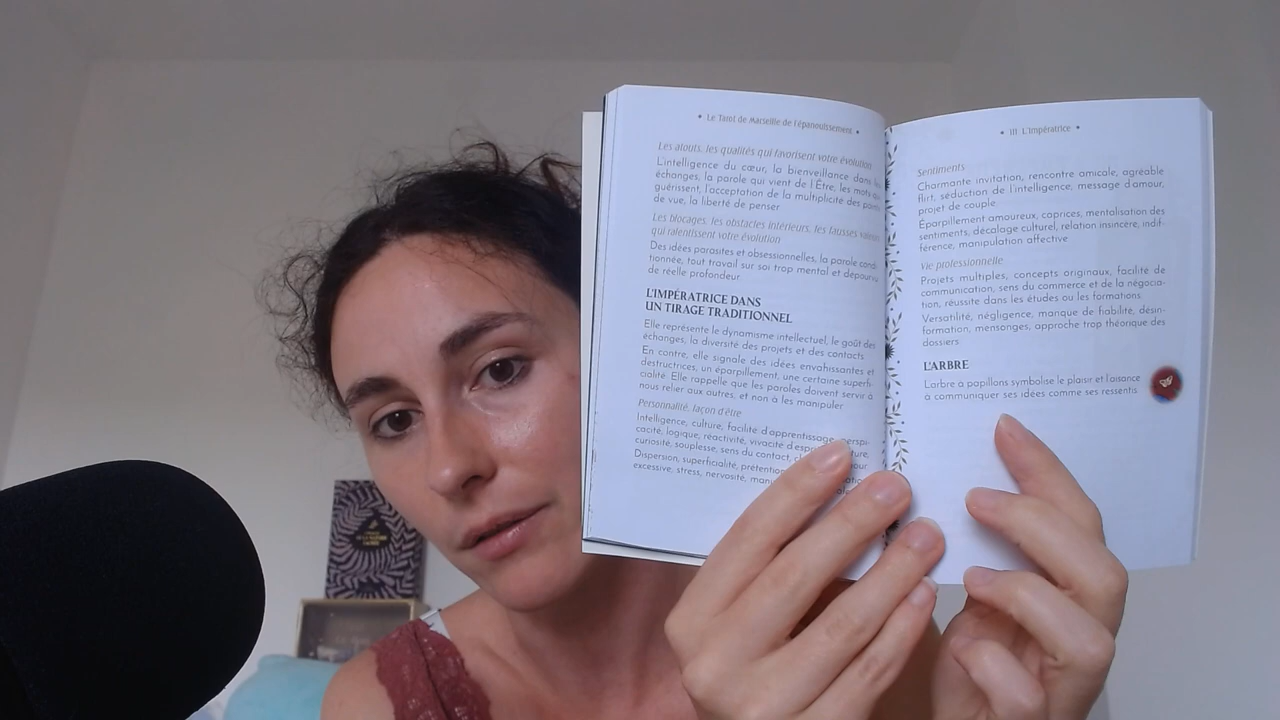 • Le Tarot de Marseille de l'épanouissement •
Les atouts, les qualités qui favorisent votre évolution
L'intelligence du cœur, la bienveillance dans les
échanges, la parole qui vient de l'Être, les mots qui
guérissent, l'acceptation de la multiplicité des points
de vue, la liberté de penser
Les blocages, les obstacles intérieurs, les fausses valeurs
qui ralentissent votre évolution
Des idées parasites et obsessionnelles, la parole condi-
tionnée, tout travail sur soi trop mental et dépourvu
de réelle profondeur.
L'IMPÉRATRICE DANS
UN TIRAGE TRADITIONNEL
Elle représente le dynamisme intellectuel, le goût des
échanges, la diversité des projets et des contacts
En contre, elle signale des idées envahissantes et
destructrices, un éparpillement, une certaine superfi-
cialité. Elle rappelle que les paroles doivent servir à
nous relier aux autres, et non à les manipuler
Personnalité, façon d'être
Intelligence, culture, facilité d'apprentissage, perspi-
cacité, logique, réactivité, vivacité d'esprit,
curiosité, souplesse, sens du contact,
Dispersion, superficialité,
excessive, stress, nervosité,
• III L'Impératrice •
Sentiments
Charmante invitation, rencontre amicale, agréable
flirt, séduction de l'intelligence, message d'amour,
projet de couple
Éparpillement amoureux, caprices, mentalisation des
sentiments, décalage culturel, relation insincère, indif-
férence, manipulation affective
Vie professionnelle
Projets multiples, concepts originaux, facilité de
communication, sens du commerce et de la négocia-
tion, réussite dans les études ou les formations
Versatilité, négligence, manque de fiabilité, désin-
formation, mensonges, approche trop théorique des
dossiers
L'ARBRE
L'arbre à papillons symbolise le plaisir et l'aisance
à communiquer ses idées comme ses ressentis